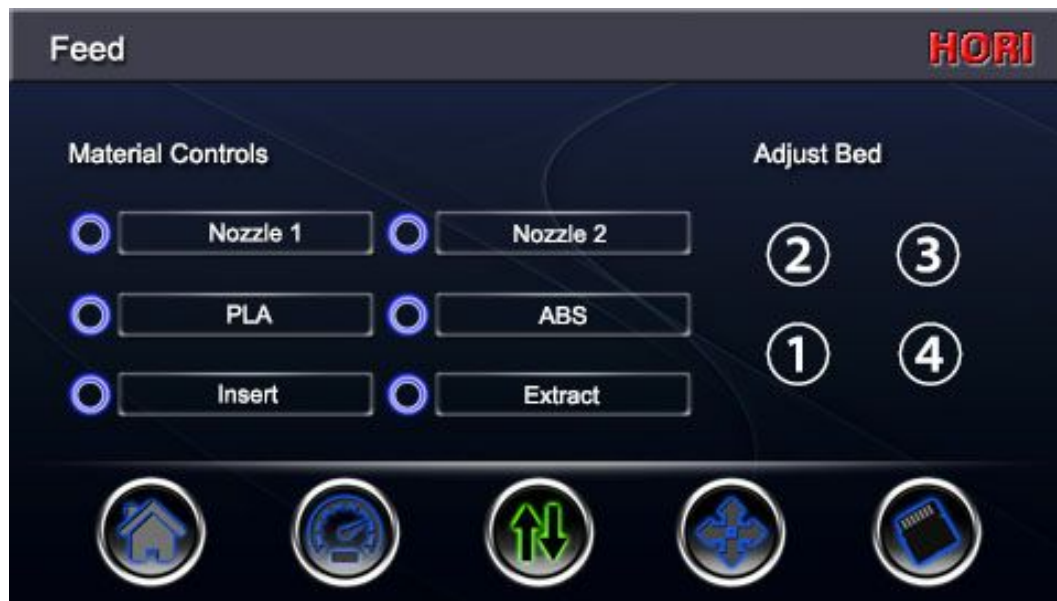 Feed
HORI
Material Controls
Adjust Bed
Nozzle 1
Nozzle 2
PLA
ABS
Insert
Extract
2
3
1
4